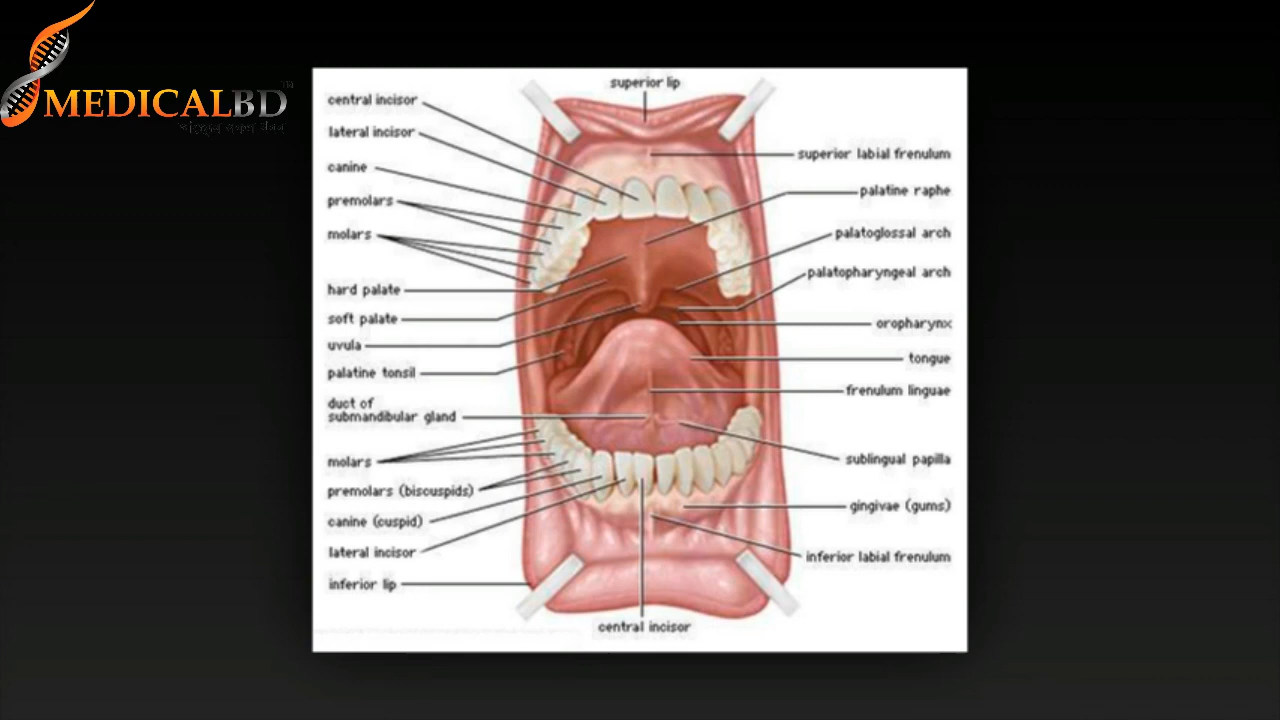 MEDICALBD
TM
superior lip
central incisor
lateral incisor
canine
premolars
molars
hard palate
soft palate
uvula
palatine tonsil
duct of
submandibular gland
molars
premolars (biscuspids)
canine (cuspid)
lateral incisor
inferior lip
superior labial frenulum
palatine raphe
palatoglossal arch
palatopharyngeal arch
oropharynx
tongue
frenulum linguae
sublingual papilla
gingivae (gums)
inferior labial frenulum
central incisor